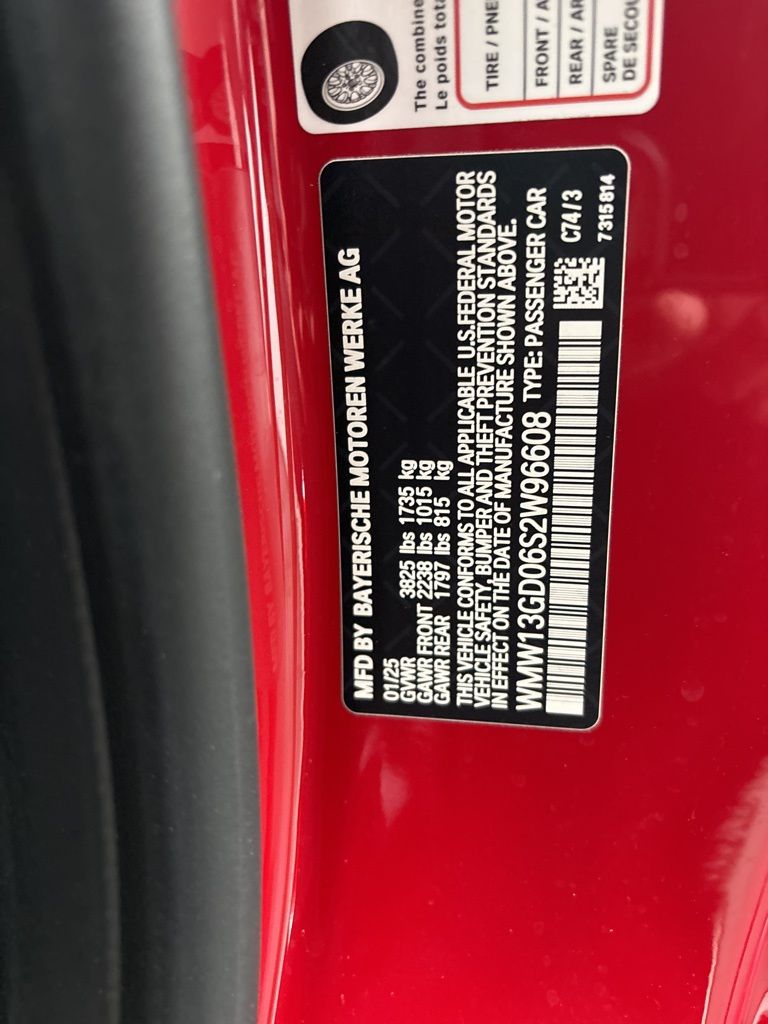 The combine
Le poids tota
TIRE / PNE
FRONT / A
REAR / AR
SPARE
DE SECOU
MFD BY BAYERISCHE MOTOREN WERKE AG
01/25
GVWR 3825 lbs 1735 kg
GAWR FRONT 2238 lbs 1015 kg
GAWR REAR 1797 lbs 815 kg
THIS VEHICLE CONFORMS TO ALL APPLICABLE U.S. FEDERAL MOTOR
VEHICLE SAFETY, BUMPER AND THEFT PREVENTION STANDARDS
IN EFFECT ON THE DATE OF MANUFACTURE SHOWN ABOVE.
WMW13GD06S2W96608 TYPE: PASSENGER CAR
C74/3
7315814